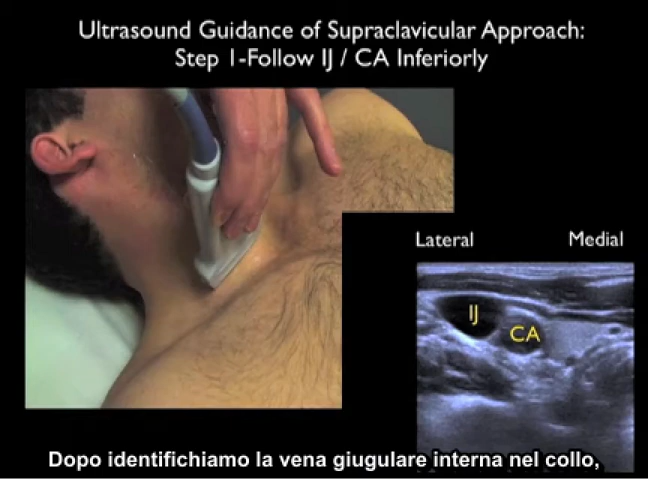 Ultrasound Guidance of Supraclavicular Approach:
Step 1-Follow IJ / CA Inferiorly
Lateral Medial
IJ
CA
Dopo identifichiamo la vena giugulare interna nel collo,